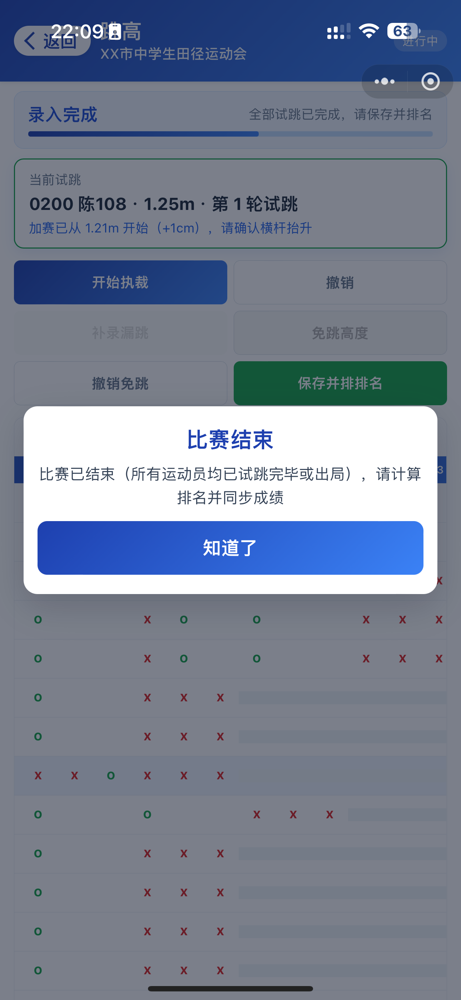 22:09
63
返回
跳高
XX市中学生田径运动会
进行中
录入完成
全部试跳已完成，请保存并排名
当前试跳
0200 陈108 · 1.25m · 第 1 轮试跳
加赛已从 1.21m 开始（+1cm），请确认横杆抬升
开始执裁
撤销
补录漏跳
免跳高度
撤销免跳
保存并排排名
3
比赛结束
比赛已结束（所有运动员均已试跳完毕或出局），请计算
排名并同步成绩
知道了
x
o x o o x x x
o x o o x x x
o x x x
o x x x
x x o x x x
o o x x x
o x x x
o x x x
o x x x
o x x x